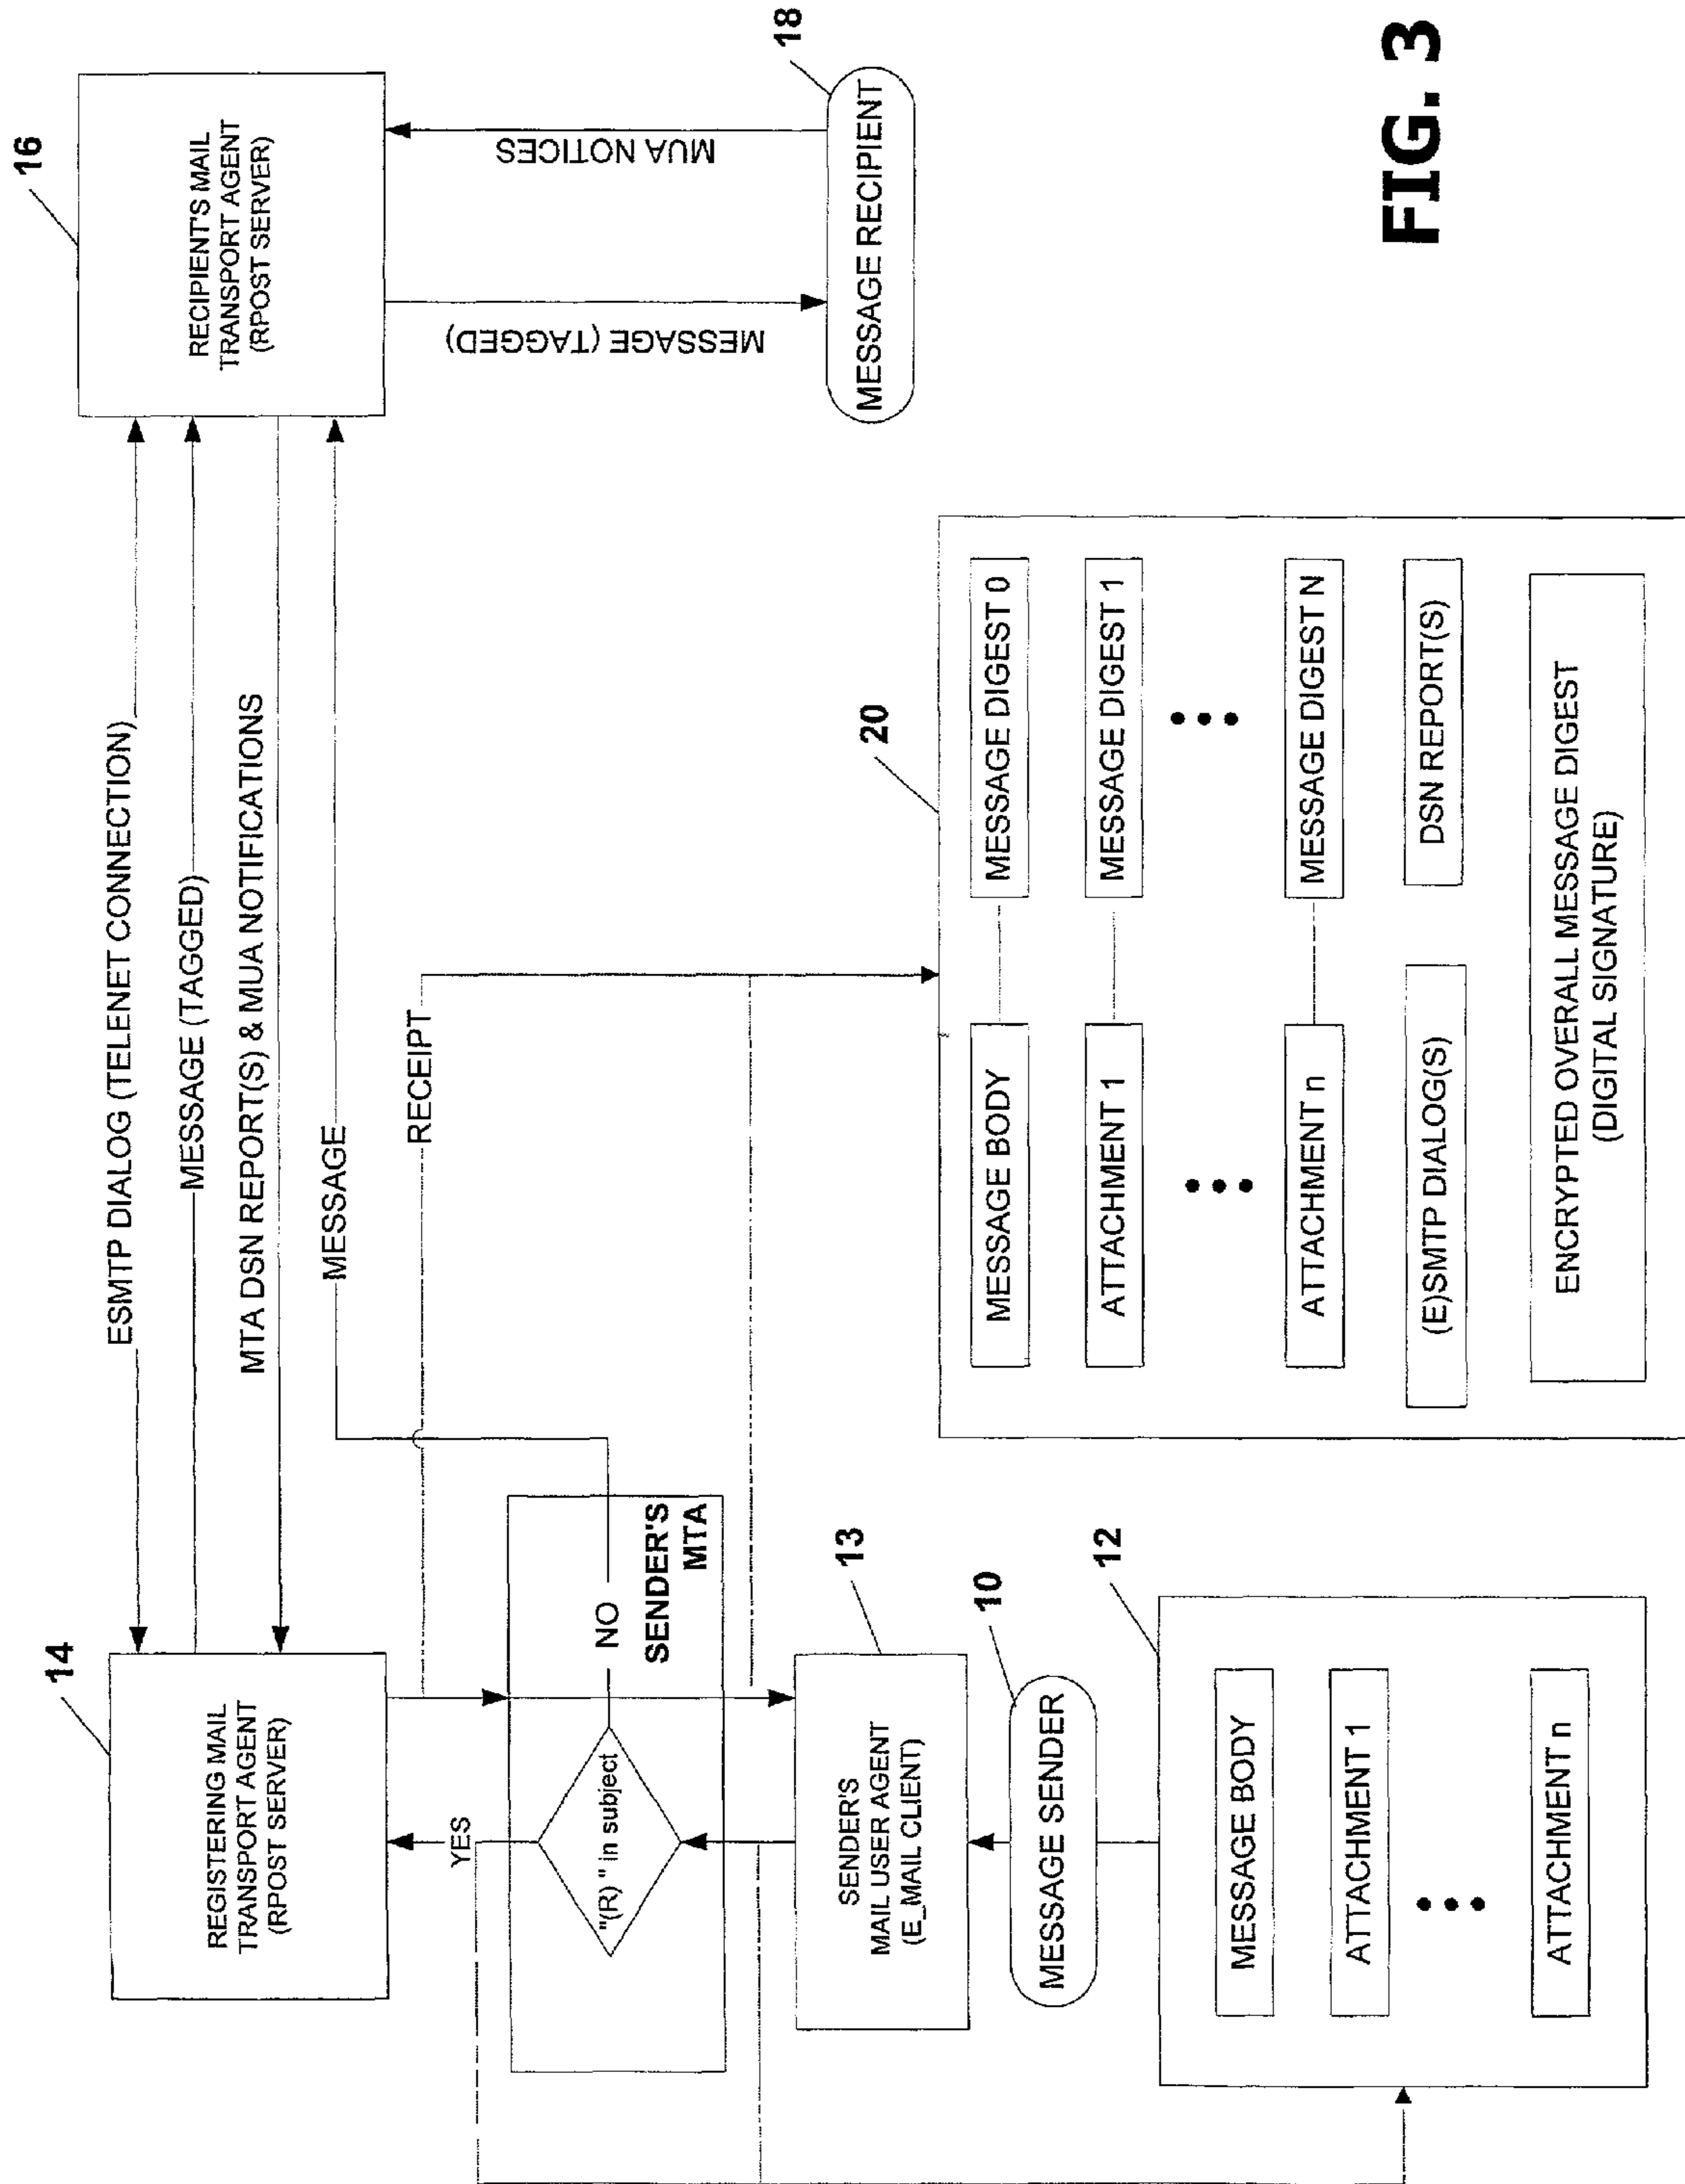 14
REGISTERING MAIL
TRANSPORT AGENT
(RPOST SERVER)
ESMTP DIALOG (TELENET CONNECTION)
MESSAGE (TAGGED)
MTA DSN REPORT(S) & MUA NOTIFICATIONS
MESSAGE
16
RECIPIENT'S MAIL
TRANSPORT AGENT
(RPOST SERVER)
MESSAGE (TAGGED)
MUA NOTICES
18
MESSAGE RECIPIENT
YES
"(R) " in subject
NO
SENDER'S
MTA
RECEIPT
13
SENDER'S
MAIL USER AGENT
(E_MAIL CLIENT)
10
MESSAGE SENDER
12
MESSAGE BODY
ATTACHMENT 1
ATTACHMENT n
20
MESSAGE BODY
MESSAGE DIGEST 0
ATTACHMENT 1
MESSAGE DIGEST 1
ATTACHMENT n
MESSAGE DIGEST N
(E)SMTP DIALOG(S)
DSN REPORT(S)
ENCRYPTED OVERALL MESSAGE DIGEST
(DIGITAL SIGNATURE)
FIG. 3